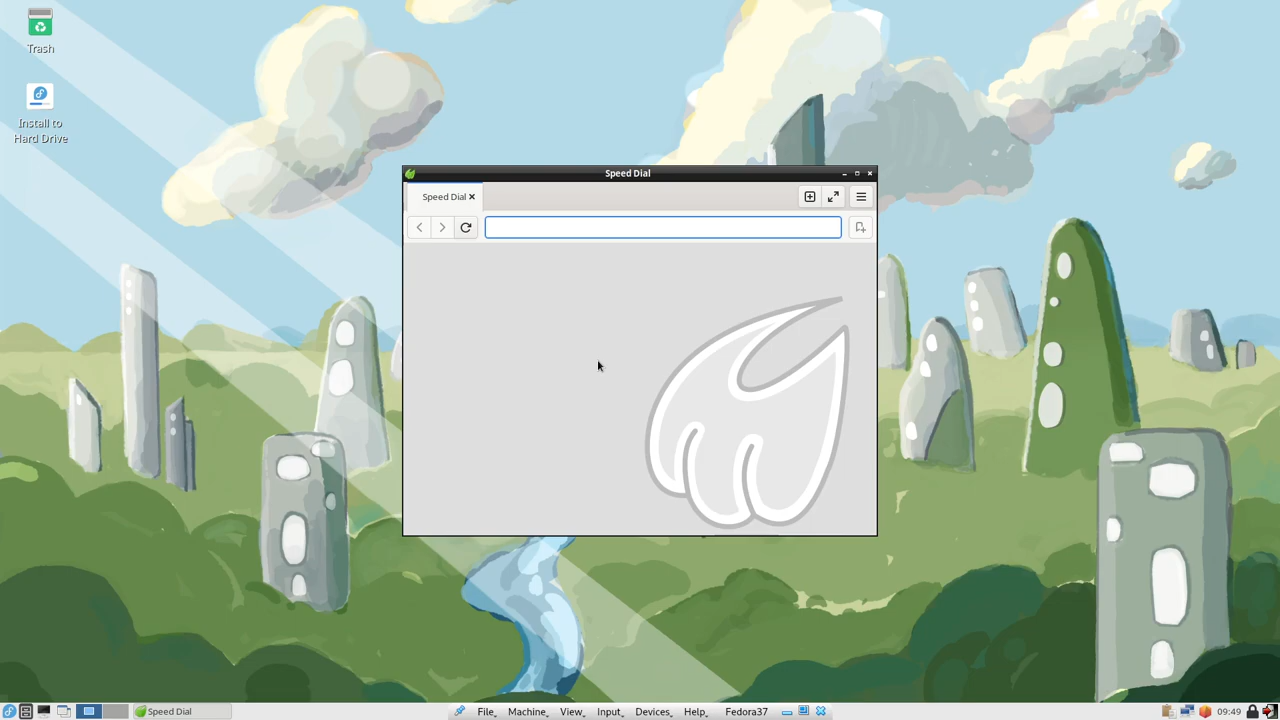 Trash
Install to
Hard Drive
Speed Dial
Speed Dial
Speed Dial
File
Machine
View
Input
Devices
Help
Fedora37
09:49